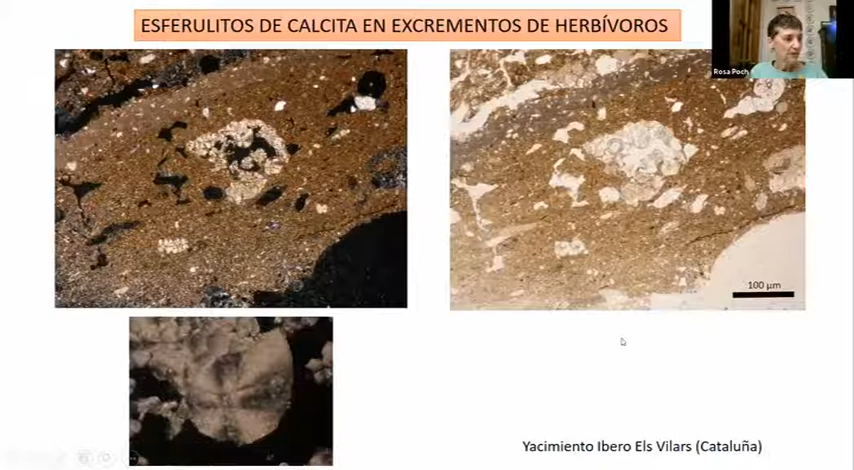 ESFERULITOS DE CALCITA EN EXCREMENTOS DE HERBÍVOROS
Rosa Poch
100 µm
Yacimiento Ibero Els Vilars (Cataluña)